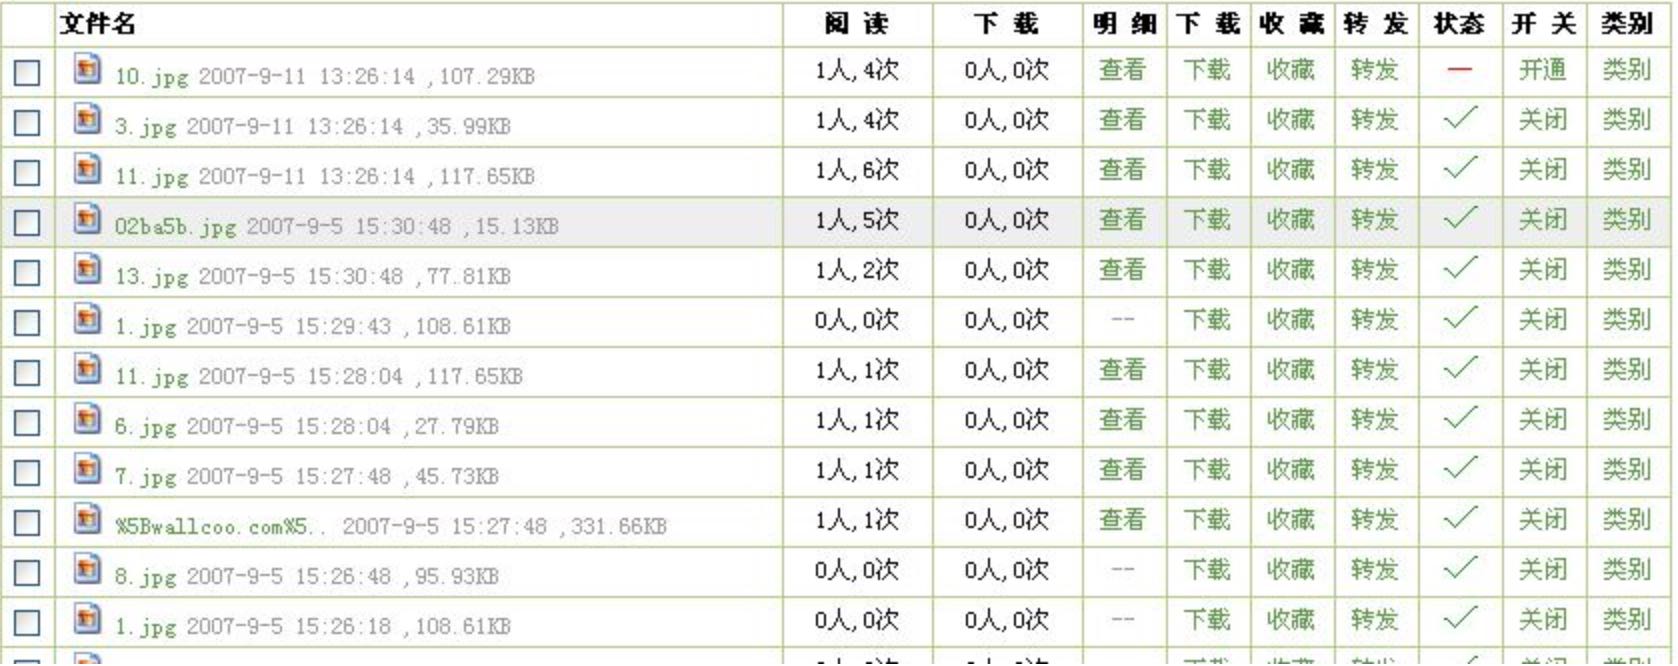 文件名 阅 读 下 载 明 细 下 载 收 藏 转 发 状态 开 关 类别
10.jpg 2007-9-11 13:26:14 ,107.29KB 1人,4次 0人,0次 查看 下载 收藏 转发 开通 类别
3.jpg 2007-9-11 13:26:14 ,35.99KB 1人,4次 0人,0次 查看 下载 收藏 转发 关闭 类别
11.jpg 2007-9-11 13:26:14 ,117.65KB 1人,6次 0人,0次 查看 下载 收藏 转发 关闭 类别
02ba5b.jpg 2007-9-5 15:30:48 ,15.13KB 1人,5次 0人,0次 查看 下载 收藏 转发 关闭 类别
13.jpg 2007-9-5 15:30:48 ,77.81KB 1人,2次 0人,0次 查看 下载 收藏 转发 关闭 类别
1.jpg 2007-9-5 15:29:43 ,108.61KB 0人,0次 0人,0次 -- 下载 收藏 转发 关闭 类别
11.jpg 2007-9-5 15:28:04 ,117.65KB 1人,1次 0人,0次 查看 下载 收藏 转发 关闭 类别
6.jpg 2007-9-5 15:28:04 ,27.79KB 1人,1次 0人,0次 查看 下载 收藏 转发 关闭 类别
7.jpg 2007-9-5 15:27:48 ,45.73KB 1人,1次 0人,0次 查看 下载 收藏 转发 关闭 类别
%5Bwallcoo.com%5.. 2007-9-5 15:27:48 ,331.66KB 1人,1次 0人,0次 查看 下载 收藏 转发 关闭 类别
8.jpg 2007-9-5 15:26:48 ,95.93KB 0人,0次 0人,0次 -- 下载 收藏 转发 关闭 类别
1.jpg 2007-9-5 15:26:18 ,108.61KB 0人,0次 0人,0次 -- 下载 收藏 转发 关闭 类别